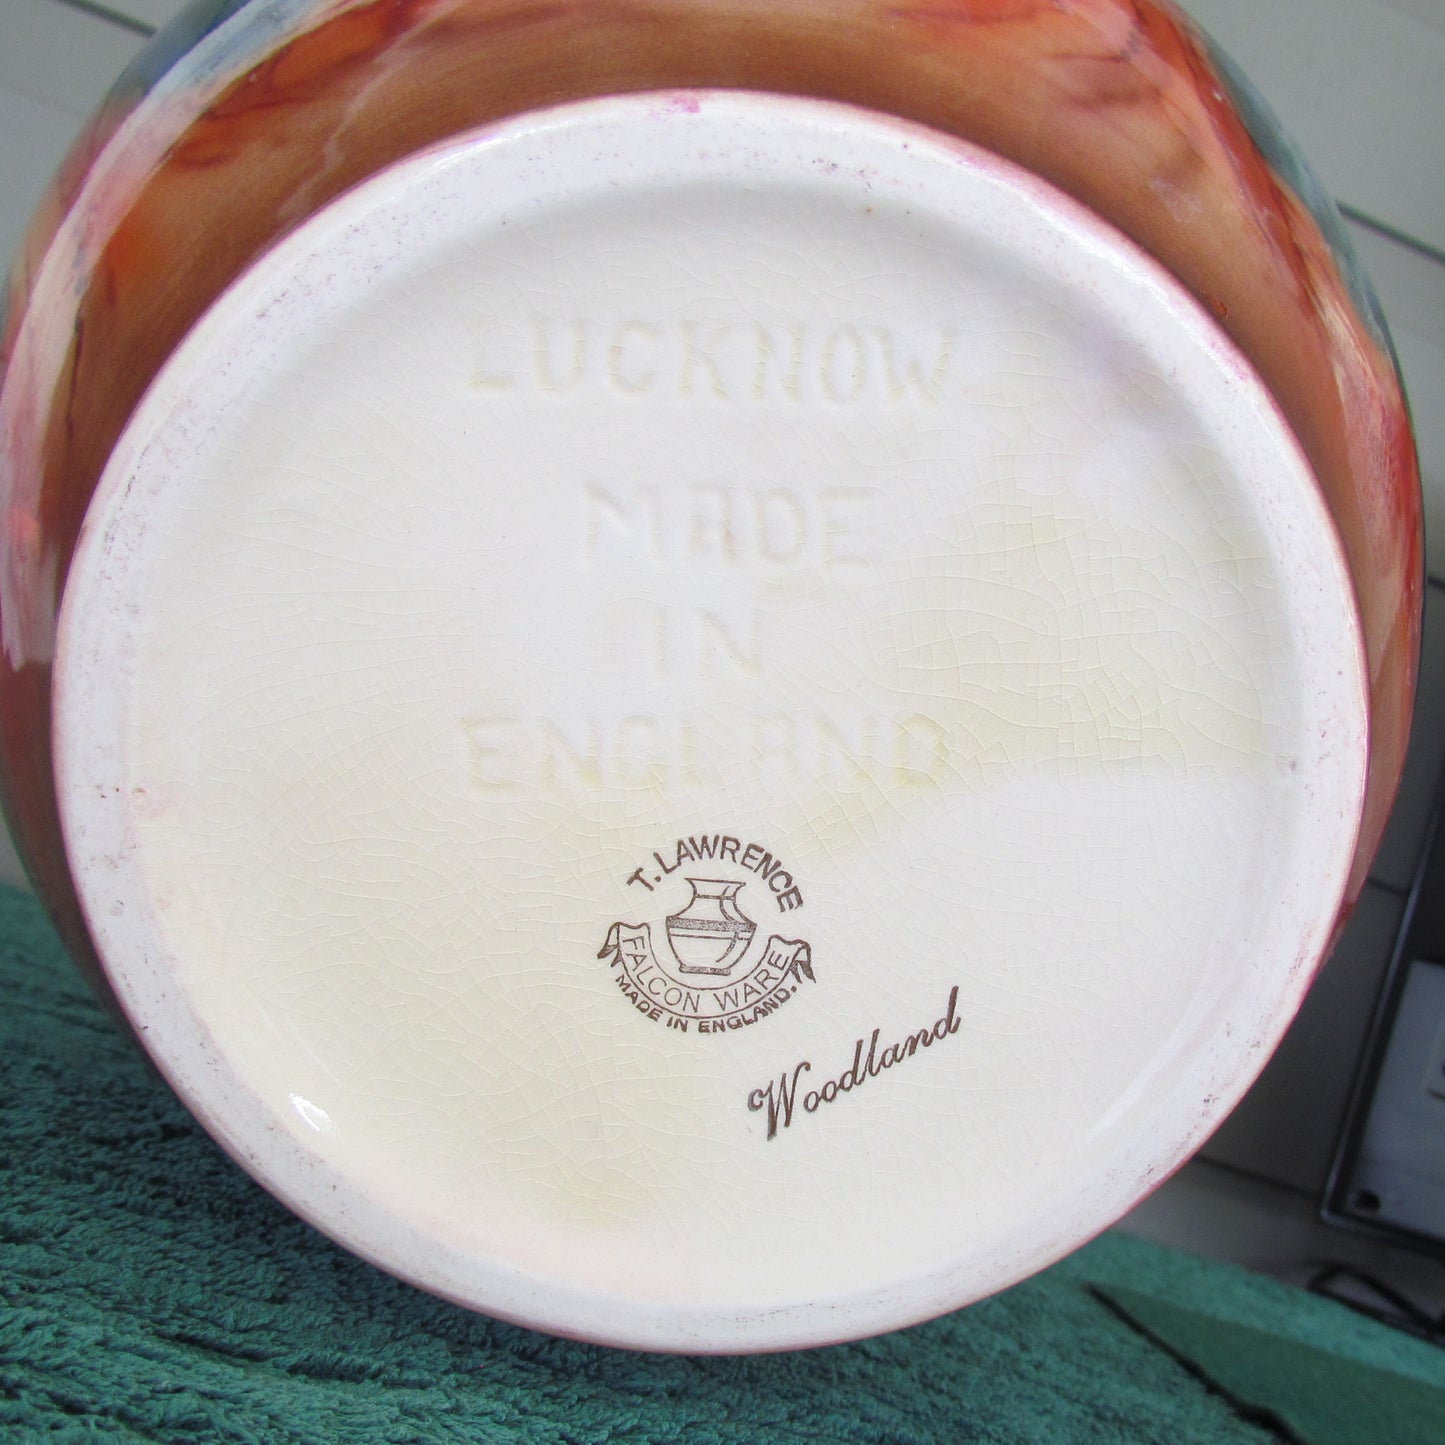 LUCKNOW
MADE
IN
ENGLAND
T. LAWRENCE
FALCON WARE
MADE IN ENGLAND.
Woodland